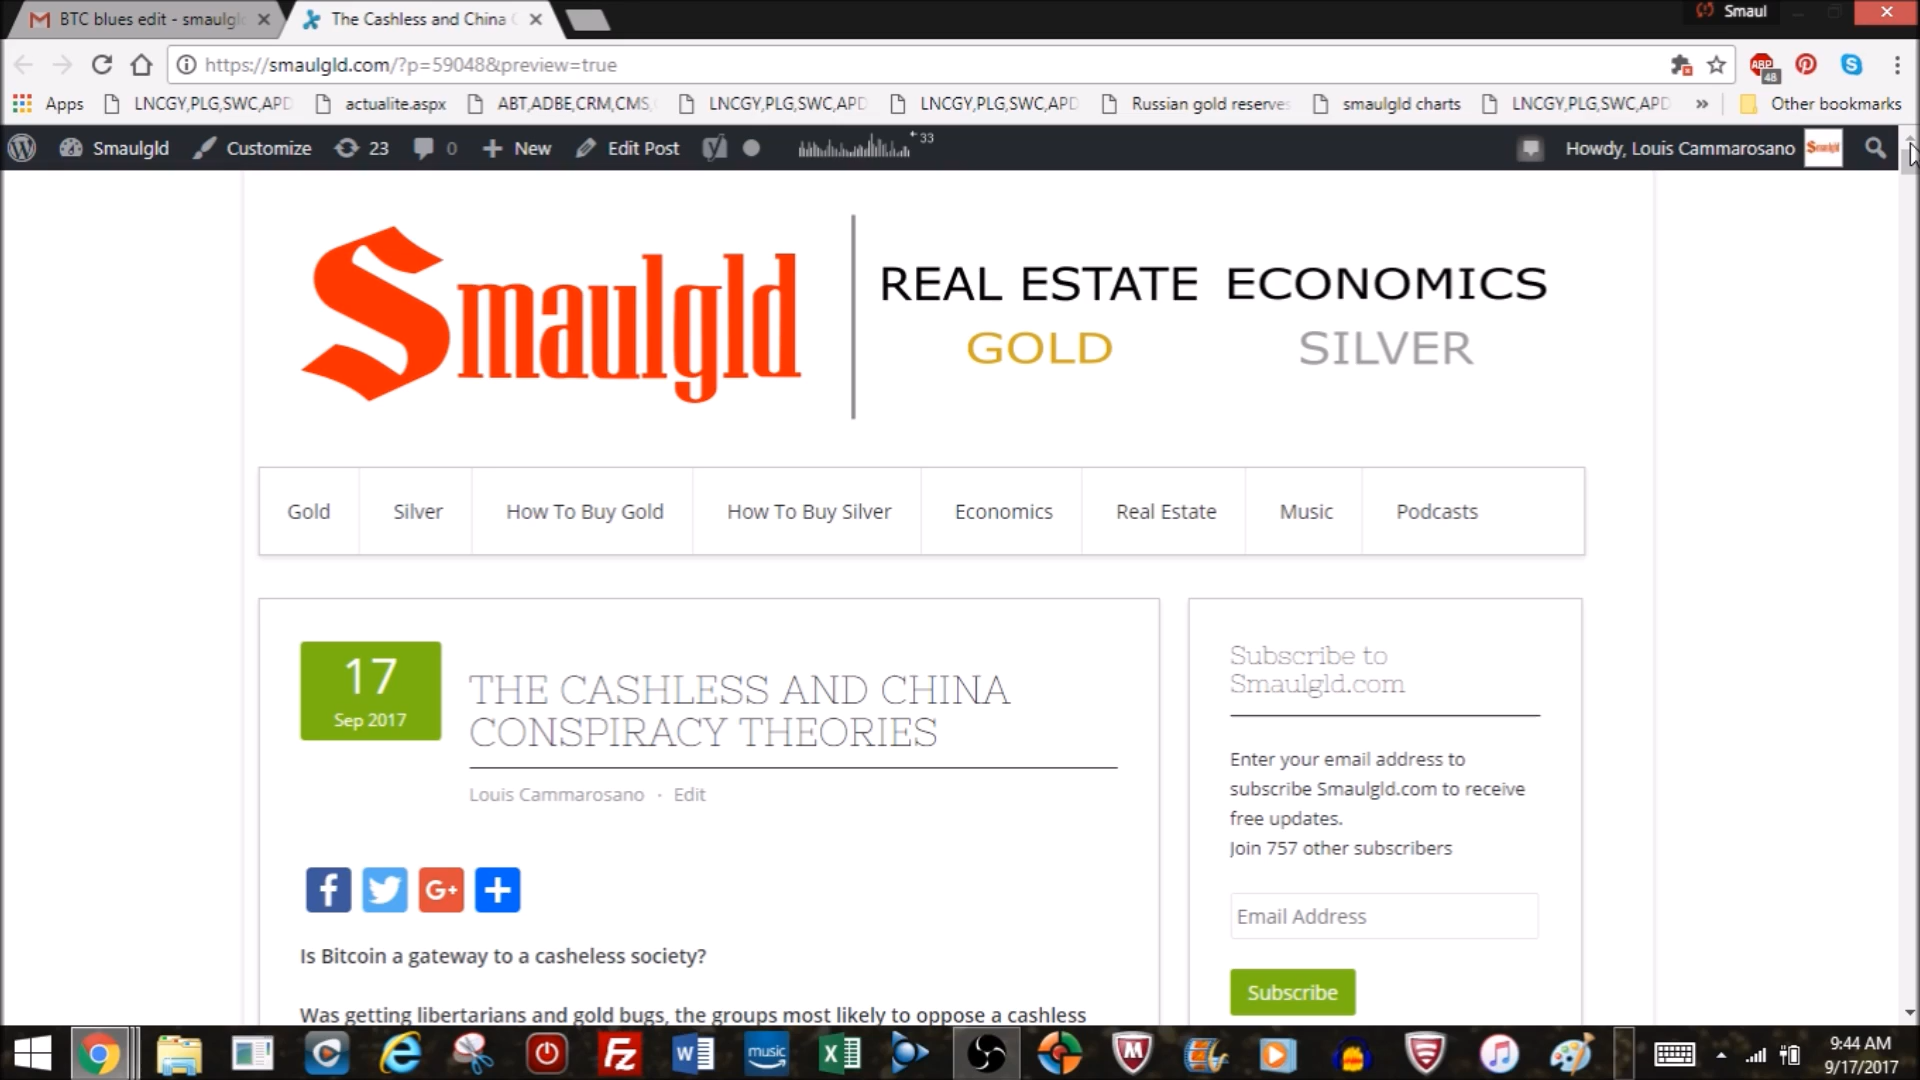 BTC blues edit - smaulgl
The Cashless and China
Smaul
https://smaulgld.com/?p=59048&preview=true
ABP
48
Apps
LNCGY,PLG,SWC,APD
actualite.aspx
ABT,ADBE,CRM,CMS,
LNCGY,PLG,SWC,APD
LNCGY,PLG,SWC,APD
Russian gold reserves
smaulgld charts
LNCGY,PLG,SWC,APD
»
Other bookmarks
Smaulgld
Customize
23
0
New
Edit Post
33
Howdy, Louis Cammarosano
Smaulgld
Smaulgld
REAL ESTATE ECONOMICS
GOLD SILVER
Gold
Silver
How To Buy Gold
How To Buy Silver
Economics
Real Estate
Music
Podcasts
17
Sep 2017
THE CASHLESS AND CHINA
CONSPIRACY THEORIES
Louis Cammarosano · Edit
Is Bitcoin a gateway to a casheless society?
Was getting libertarians and gold bugs, the groups most likely to oppose a cashless
Subscribe to
Smaulgld.com
Enter your email address to
subscribe Smaulgld.com to receive
free updates.
Join 757 other subscribers
Email Address
Subscribe
music
9:44 AM
9/17/2017